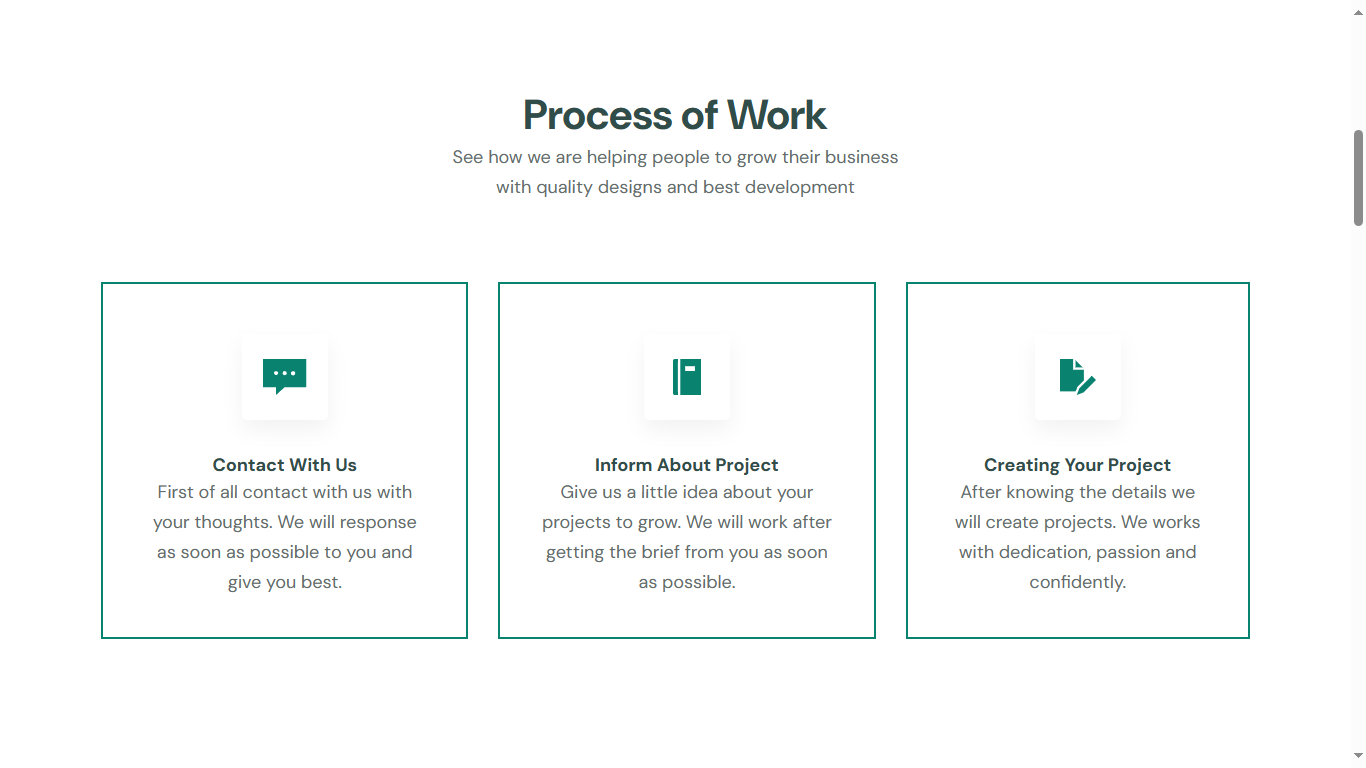 Process of Work
See how we are helping people to grow their business
with quality designs and best development
Contact With Us
First of all contact with us with
your thoughts. We will response
as soon as possible to you and
give you best.
Inform About Project
Give us a little idea about your
projects to grow. We will work after
getting the brief from you as soon
as possible.
Creating Your Project
After knowing the details we
will create projects. We works
with dedication, passion and
confidently.